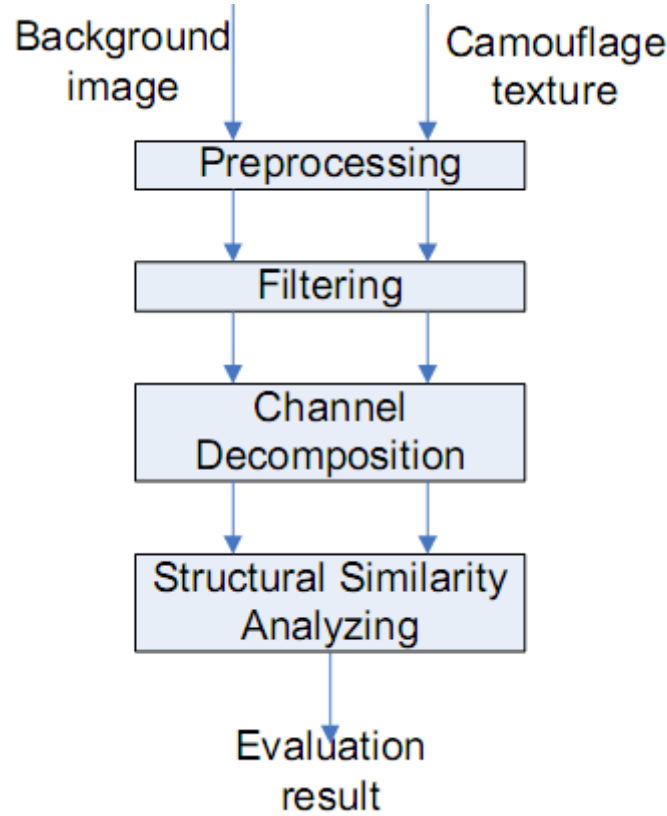 Background
image
Camouflage
texture
Preprocessing
Filtering
Channel
Decomposition
Structural Similarity
Analyzing
Evaluation
result